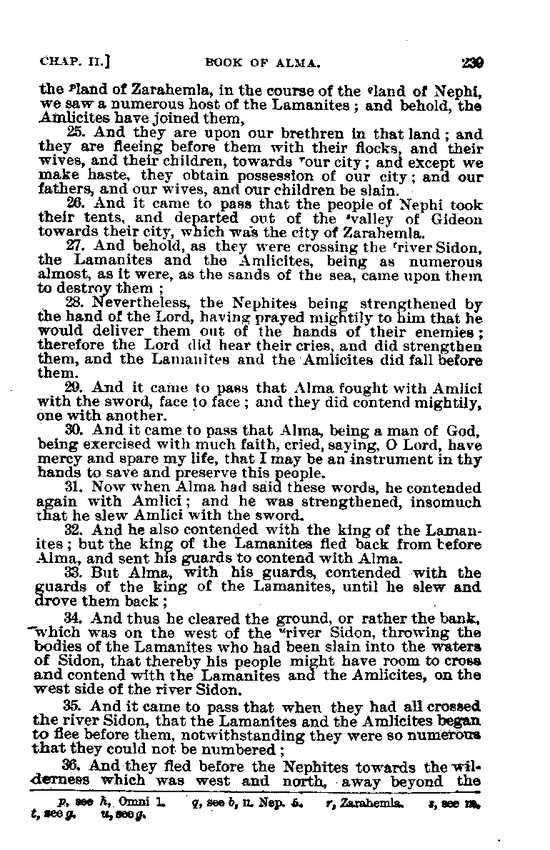 CHAP. II.] BOOK OF ALMA. 239
the ᵖland of Zarahemla, in the course of the ᑫland of Nephi,
we saw a numerous host of the Lamanites ; and behold, the
Amlicites have joined them,
25. And they are upon our brethren in that land ; and
they are fleeing before them with their flocks, and their
wives, and their children, towards ʳour city ; and except we
make haste, they obtain possession of our city ; and our
fathers, and our wives, and our children be slain.
26. And it came to pass that the people of Nephi took
their tents, and departed out of the ˢvalley of Gideon
towards their city, which was the city of Zarahemla.
27. And behold, as they were crossing the ᵗriver Sidon,
the Lamanites and the Amlicites, being as numerous
almost, as it were, as the sands of the sea, came upon them
to destroy them ;
28. Nevertheless, the Nephites being strengthened by
the hand of the Lord, having prayed mightily to him that he
would deliver them out of the hands of their enemies ;
therefore the Lord did hear their cries, and did strengthen
them, and the Lamanites and the Amlicites did fall before
them.
29. And it came to pass that Alma fought with Amlici
with the sword, face to face ; and they did contend mightily,
one with another.
30. And it came to pass that Alma, being a man of God,
being exercised with much faith, cried, saying, O Lord, have
mercy and spare my life, that I may be an instrument in thy
hands to save and preserve this people.
31. Now when Alma had said these words, he contended
again with Amlici ; and he was strengthened, insomuch
that he slew Amlici with the sword.
32. And he also contended with the king of the Laman-
ites ; but the king of the Lamanites fled back from before
Alma, and sent his guards to contend with Alma.
33. But Alma, with his guards, contended with the
guards of the king of the Lamanites, until he slew and
drove them back ;
34. And thus he cleared the ground, or rather the bank,
which was on the west of the ᵘriver Sidon, throwing the
bodies of the Lamanites who had been slain into the waters
of Sidon, that thereby his people might have room to cross
and contend with the Lamanites and the Amlicites, on the
west side of the river Sidon.
35. And it came to pass that when they had all crossed
the river Sidon, that the Lamanites and the Amlicites began
to flee before them, notwithstanding they were so numerous
that they could not be numbered ;
36. And they fled before the Nephites towards the wil-
derness which was west and north, away beyond the
p, see h, Omni 1. q, see b, II. Nep. 5. r, Zarahemla. s, see m,
t, see g. u, see g.